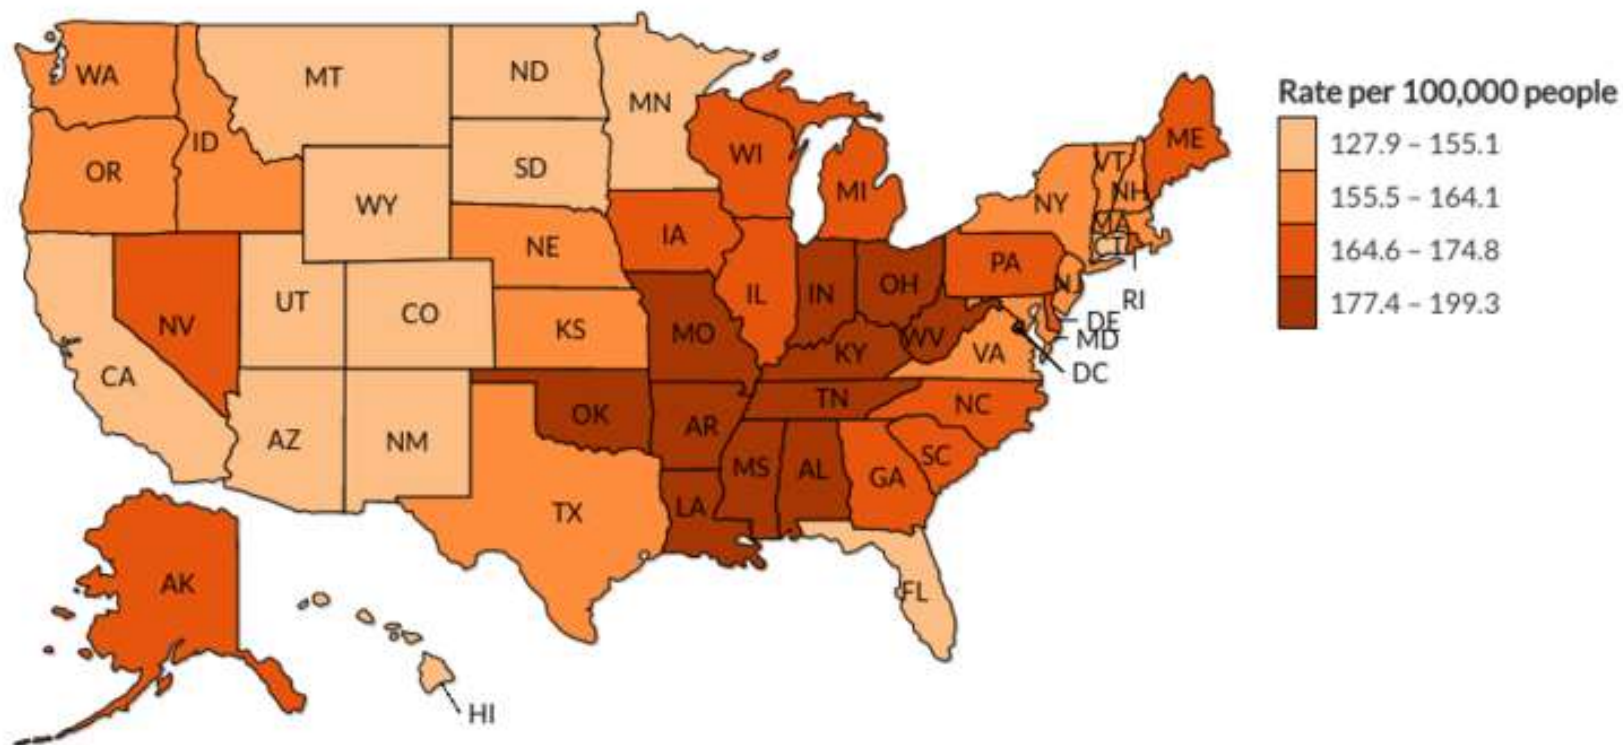 WA
MT
ND
MN
ID
OR
SD
WI
ME
VT
NH
WY
MI
NY
MA
CT
IA
NE
PA
NJ
RI
UT
CO
IL
IN
OH
NV
KS
MO
WV
DE
MD
VA
KY
DC
CA
TN
NC
OK
AR
AZ
NM
SC
MS
AL
GA
LA
TX
AK
FL
HI
Rate per 100,000 people
127.9 – 155.1
155.5 – 164.1
164.6 – 174.8
177.4 – 199.3